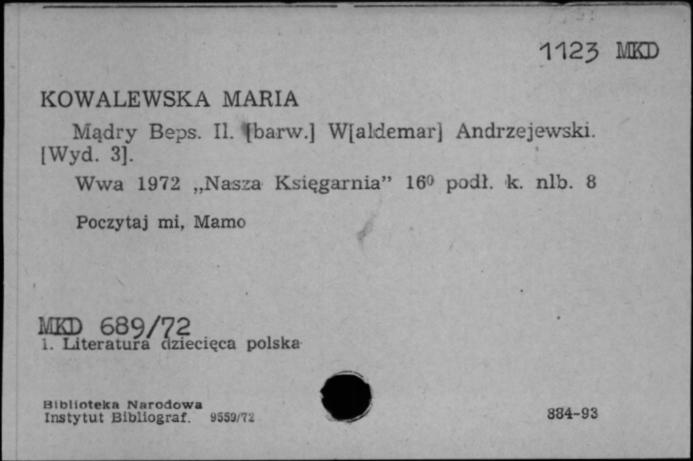 1123 MKD
KOWALEWSKA MARIA
Mądry Beps. Il. [barw.] W[aldemar] Andrzejewski.
[Wyd. 3].
Wwa 1972 „Nasza Księgarnia” 16⁰ podł. k. nlb. 8
Poczytaj mi, Mamo
MKD 689/72
1. Literatura dziecięca polska
Biblioteka Narodowa
Instytut Bibliograf. 9559/72
884-93